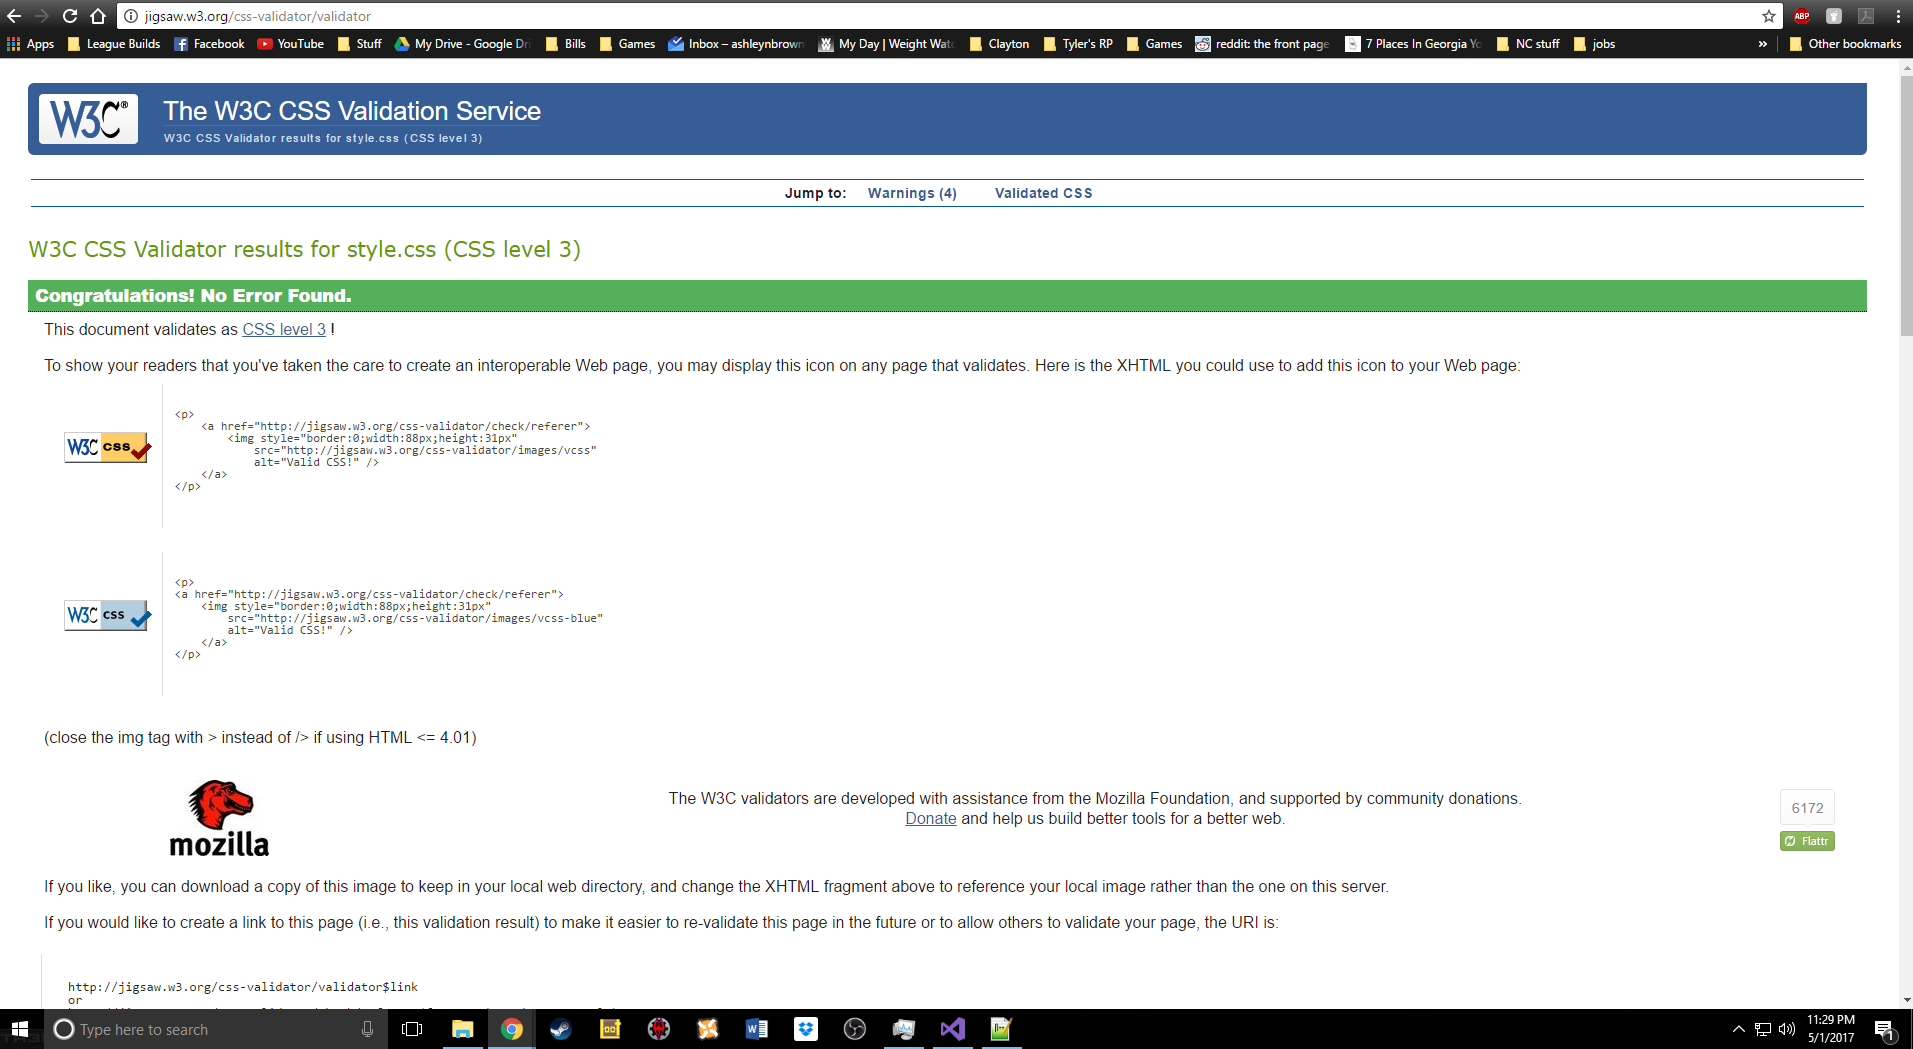 jigsaw.w3.org/css-validator/validator
Apps League Builds Facebook YouTube Stuff My Drive - Google Dri Bills Games Inbox – ashleynbrown My Day | Weight Wat Clayton Tyler's RP Games reddit: the front page 7 Places In Georgia Yo NC stuff jobs » Other bookmarks
W3C® The W3C CSS Validation Service
W3C CSS Validator results for style.css (CSS level 3)
Jump to: Warnings (4) Validated CSS
W3C CSS Validator results for style.css (CSS level 3)
Congratulations! No Error Found.
This document validates as CSS level 3 !
To show your readers that you've taken the care to create an interoperable Web page, you may display this icon on any page that validates. Here is the XHTML you could use to add this icon to your Web page:
W3C css
<p>
<a href="http://jigsaw.w3.org/css-validator/check/referer">
<img style="border:0;width:88px;height:31px"
src="http://jigsaw.w3.org/css-validator/images/vcss"
alt="Valid CSS!" />
</a>
</p>
W3C css
<p>
<a href="http://jigsaw.w3.org/css-validator/check/referer">
<img style="border:0;width:88px;height:31px"
src="http://jigsaw.w3.org/css-validator/images/vcss-blue"
alt="Valid CSS!" />
</a>
</p>
(close the img tag with > instead of /> if using HTML <= 4.01)
mozilla
The W3C validators are developed with assistance from the Mozilla Foundation, and supported by community donations.
Donate and help us build better tools for a better web.
6172
Flattr
If you like, you can download a copy of this image to keep in your local web directory, and change the XHTML fragment above to reference your local image rather than the one on this server.
If you would like to create a link to this page (i.e., this validation result) to make it easier to re-validate this page in the future or to allow others to validate your page, the URI is:
http://jigsaw.w3.org/css-validator/validator$link
or
Type here to search
11:29 PM
5/1/2017
1